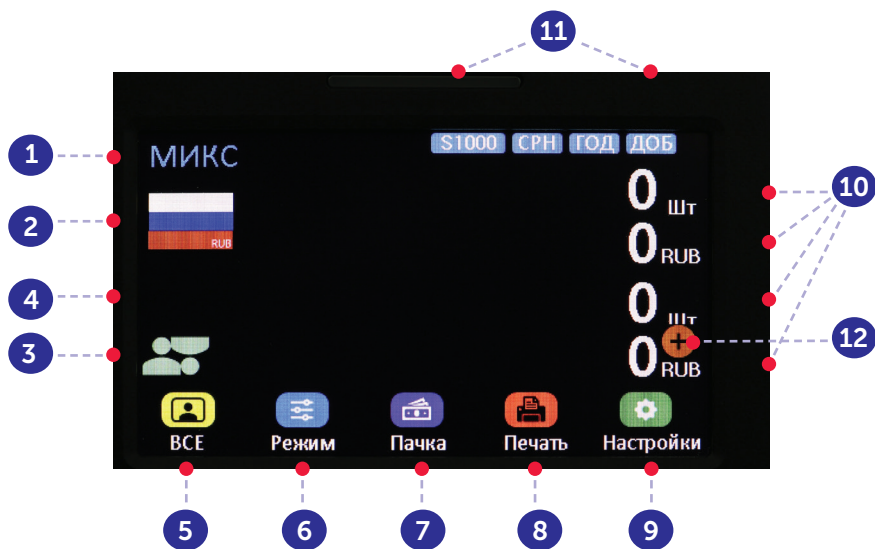 11
1
МИКС
S1000 СРН ГОД ДОБ
2
RUB
0 Шт
10
0 RUB
4
0 Шт
12
3
0 RUB
ВСЕ
Режим
Пачка
Печать
Настройки
5
6
7
8
9